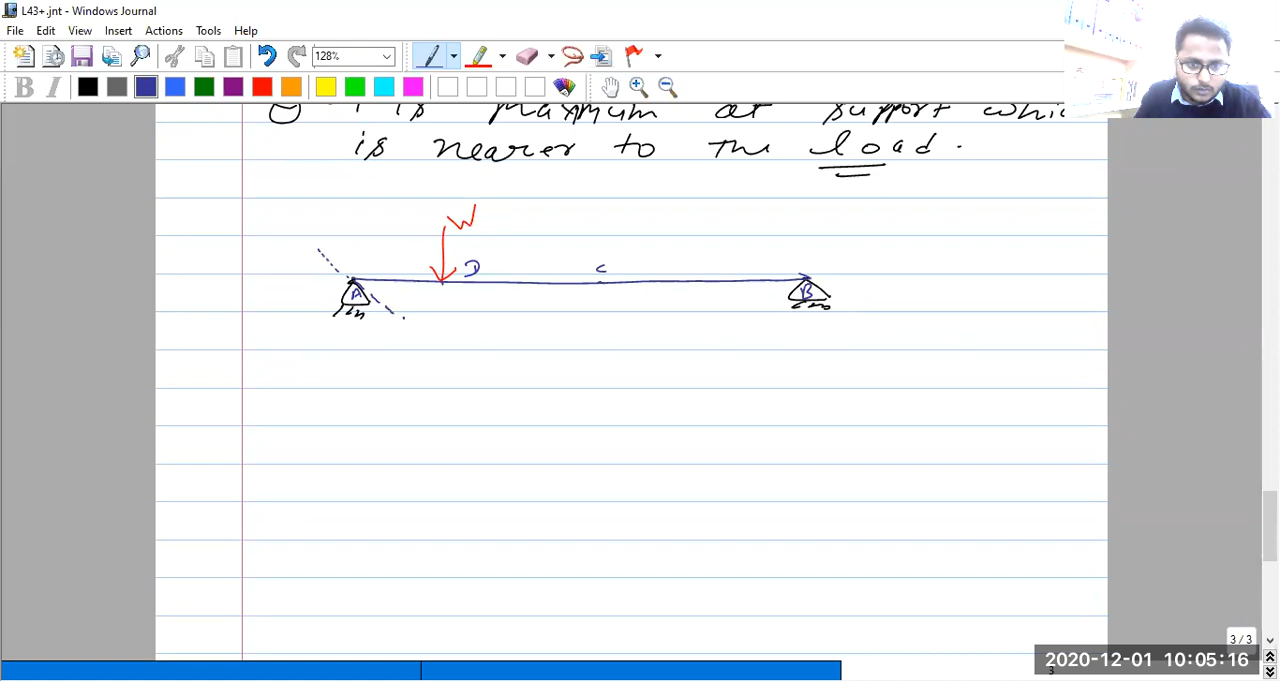 L43+.jnt - Windows Journal
File Edit View Insert Actions Tools Help
128%
B I
is maximum at support
is nearer to the load.
W
D C
A B
3 / 3
2020-12-01 10:05:16
3